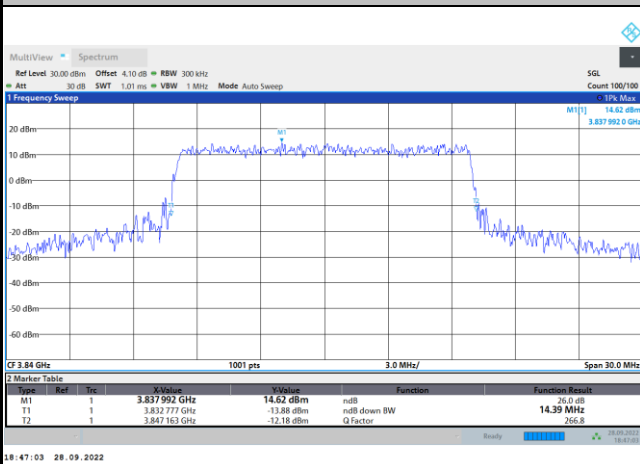 MultiView Spectrum
Ref Level 30.00 dBm Offset 4.10 dB RBW 300 kHz SGL
Att 30 dB SWT 1.01 ms VBW 1 MHz Mode Auto Sweep Count 100/100
1 Frequency Sweep 1Pk Max
M1[1] 14.62 dBm
3.837 992 0 GHz
M1
20 dBm
10 dBm
0 dBm
-10 dBm
-20 dBm
-30 dBm
-40 dBm
-50 dBm
-60 dBm
CF 3.84 GHz 1001 pts 3.0 MHz/ Span 30.0 MHz
2 Marker Table
Type Ref Trc X-Value Y-Value Function Function Result
M1 1 3.837 992 GHz 14.62 dBm ndB 26.0 dB
T1 1 3.832 777 GHz -13.88 dBm ndB down BW 14.39 MHz
T2 1 3.847 163 GHz -12.18 dBm Q Factor 266.8
Ready 28.09.2022
18:47:03
18:47:03 28.09.2022